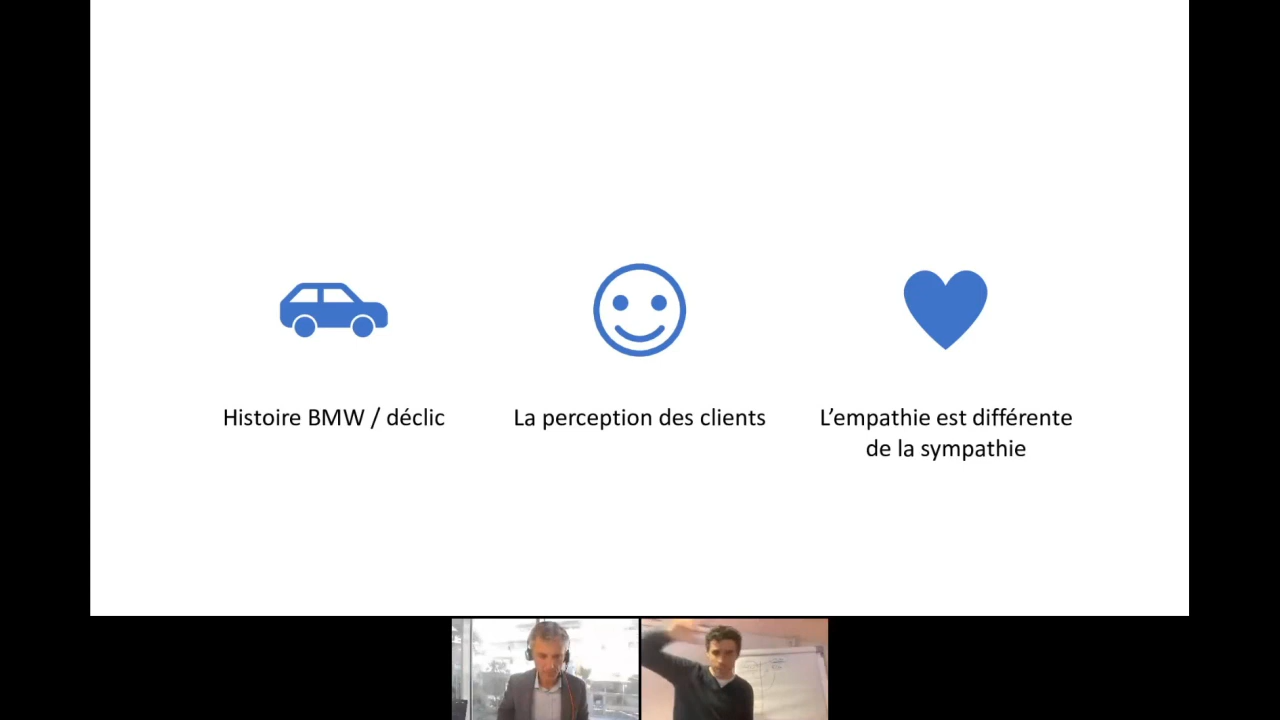 Histoire BMW / déclic
La perception des clients
L’empathie est différente
de la sympathie